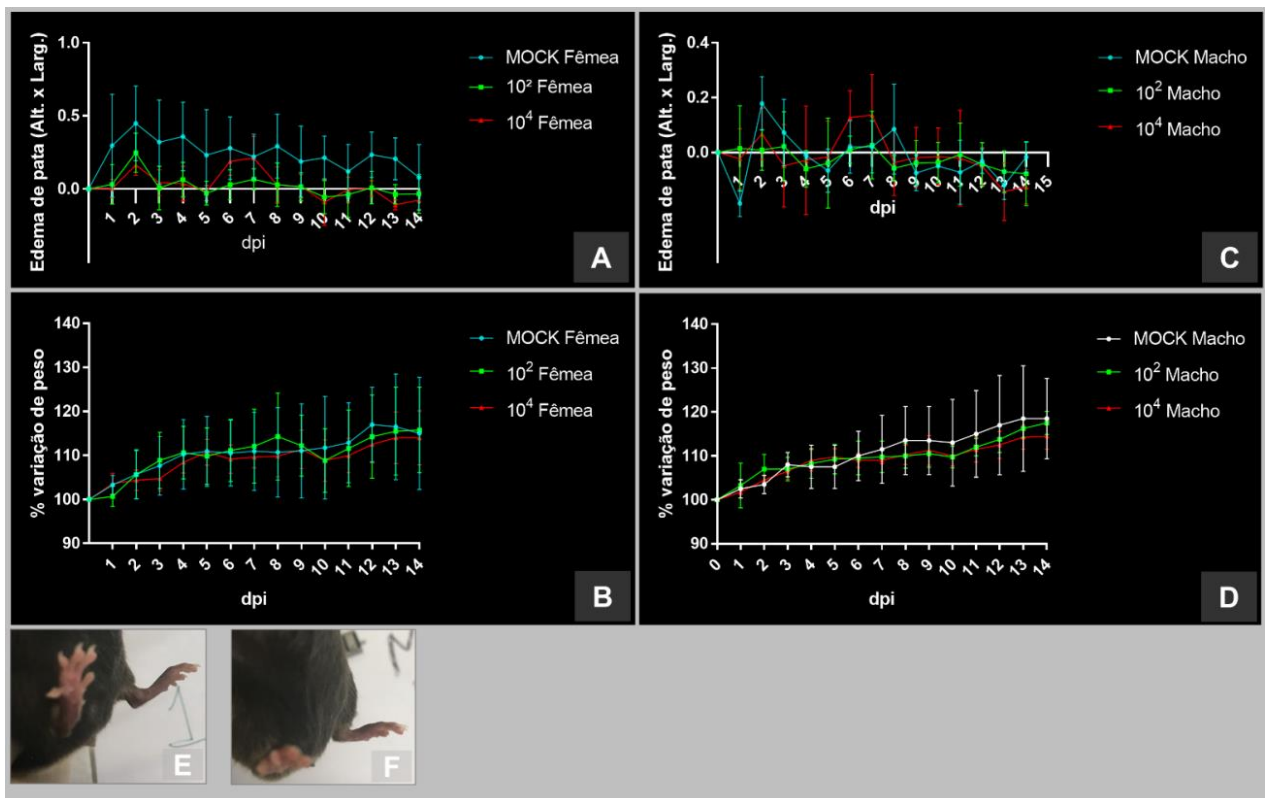 Edema de pata (Alt. x Larg.)
1.0
0.5
0.0
1 2 3 4 5 6 7 8 9 10 11 12 13 14
dpi
MOCK Fêmea
10² Fêmea
10⁴ Fêmea
A
Edema de pata (Alt. x Larg.)
0.4
0.2
0.0
1 2 3 4 5 6 7 8 9 10 11 12 13 14 15
dpi
MOCK Macho
10² Macho
10⁴ Macho
C
% variação de peso
140
130
120
110
100
90
1 2 3 4 5 6 7 8 9 10 11 12 13 14
dpi
MOCK Fêmea
10² Fêmea
10⁴ Fêmea
B
% variação de peso
140
130
120
110
100
90
0 1 2 3 4 5 6 7 8 9 10 11 12 13 14
dpi
MOCK Macho
10² Macho
10⁴ Macho
D
E
F